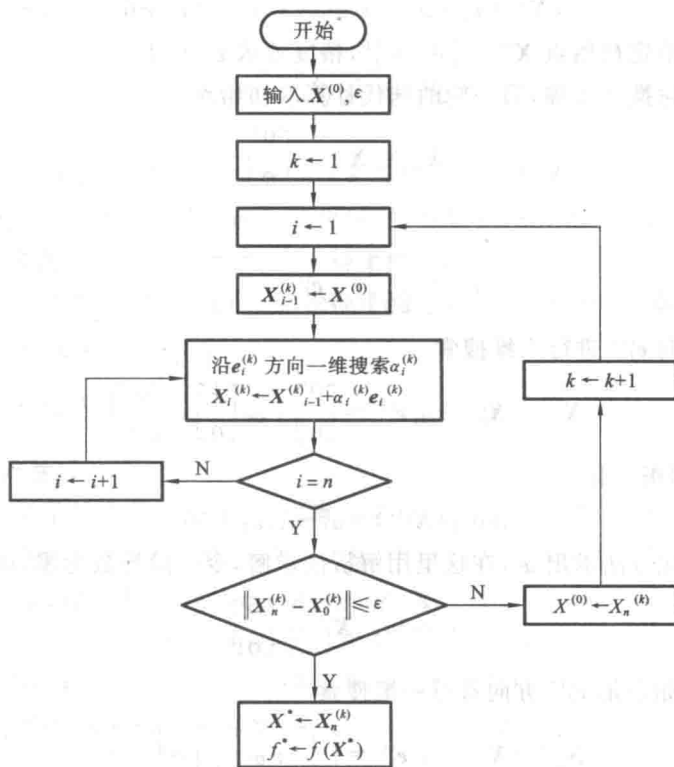 开始
输入 X⁽⁰⁾, ε
k ← 1
i ← 1
X_{i-1}^{(k)} ← X⁽⁰⁾
沿 e_i^{(k)} 方向一维搜索 α_i^{(k)}
X_i^{(k)} ← X_{i-1}^{(k)} + α_i^{(k)} e_i^{(k)}
k ← k+1
i ← i+1
N
i = n
Y
‖X_n^{(k)} − X_0^{(k)}‖ ≤ ε
N
X⁽⁰⁾ ← X_n^{(k)}
Y
X* ← X_n^{(k)}
f* ← f(X*)